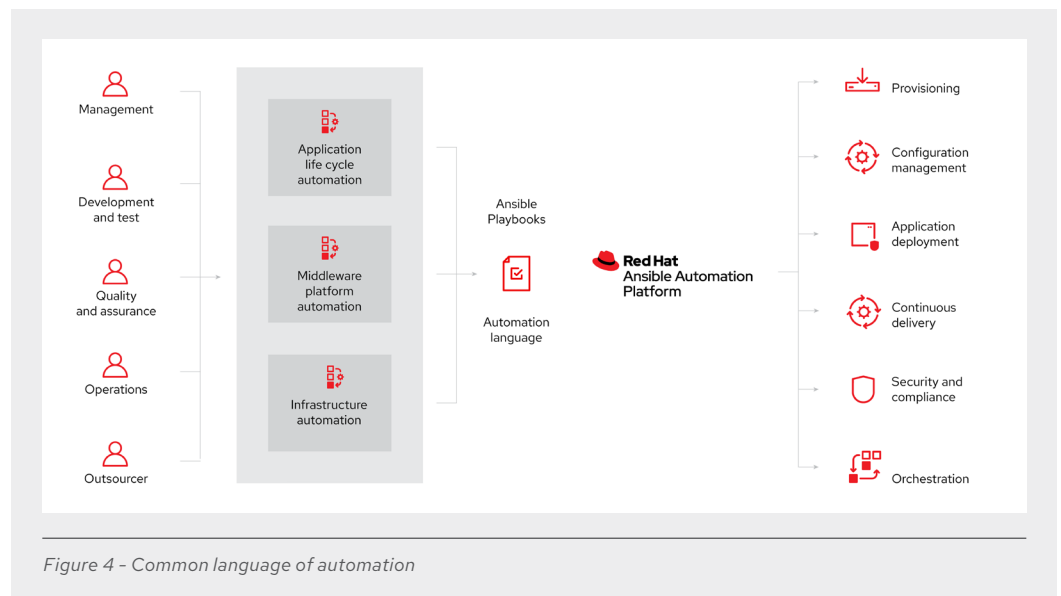 Management
Development
and test
Quality
and assurance
Operations
Outsourcer
Application
life cycle
automation
Middleware
platform
automation
Infrastructure
automation
Ansible
Playbooks
Automation
language
Red Hat
Ansible Automation
Platform
Provisioning
Configuration
management
Application
deployment
Continuous
delivery
Security and
compliance
Orchestration
Figure 4 - Common language of automation